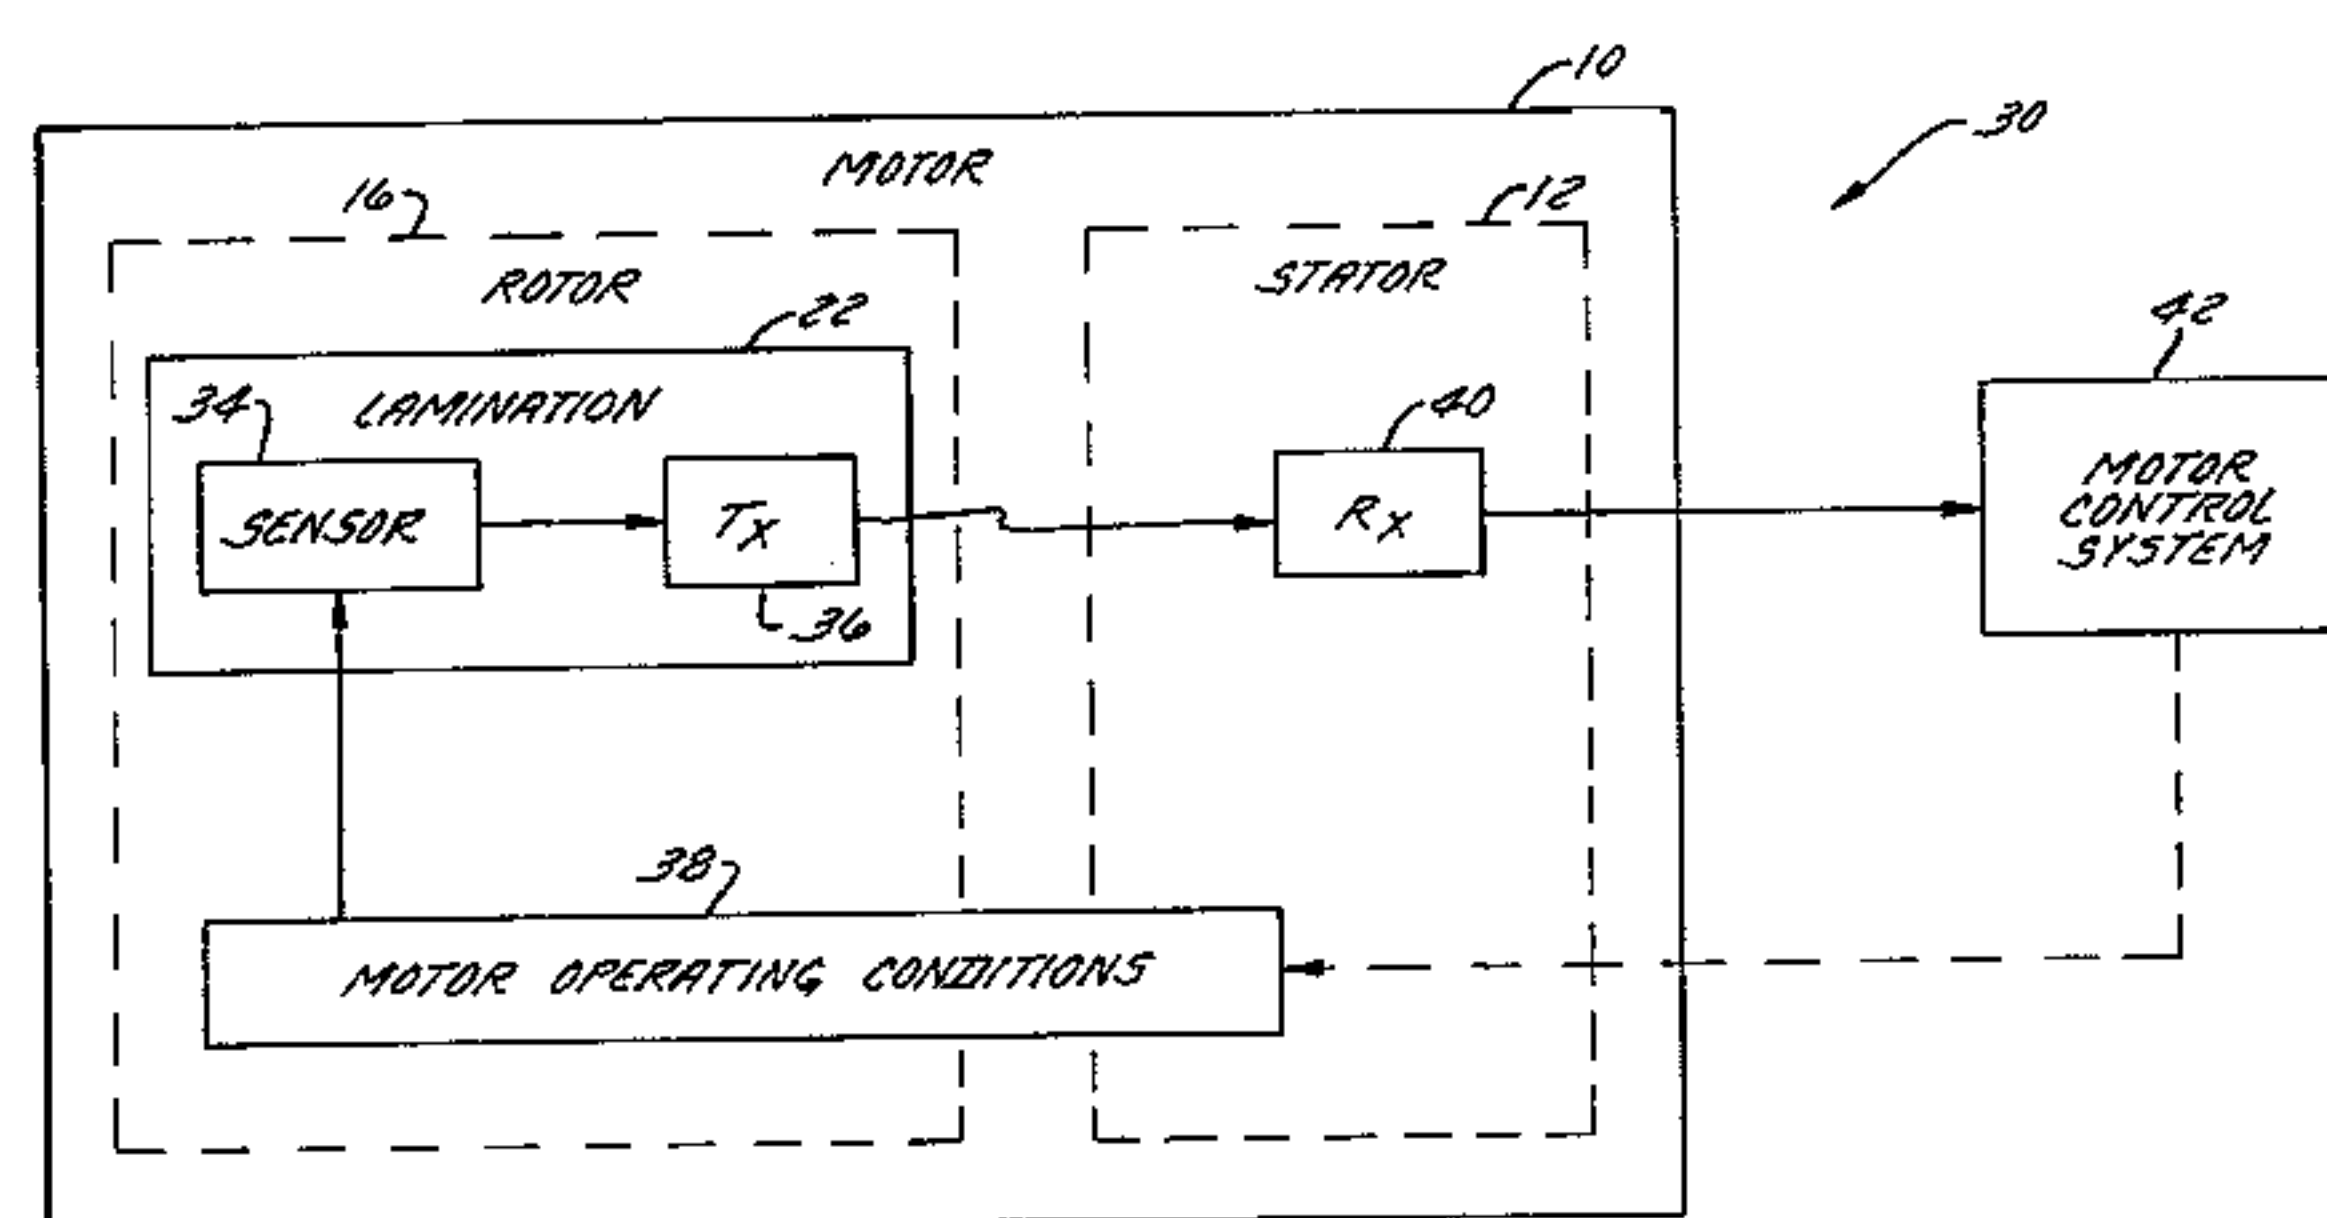 10
30
MOTOR
16
12
ROTOR
STATOR
22
42
LAMINATION
34
40
SENSOR
TX
RX
MOTOR
CONTROL
SYSTEM
36
38
MOTOR OPERATING CONDITIONS